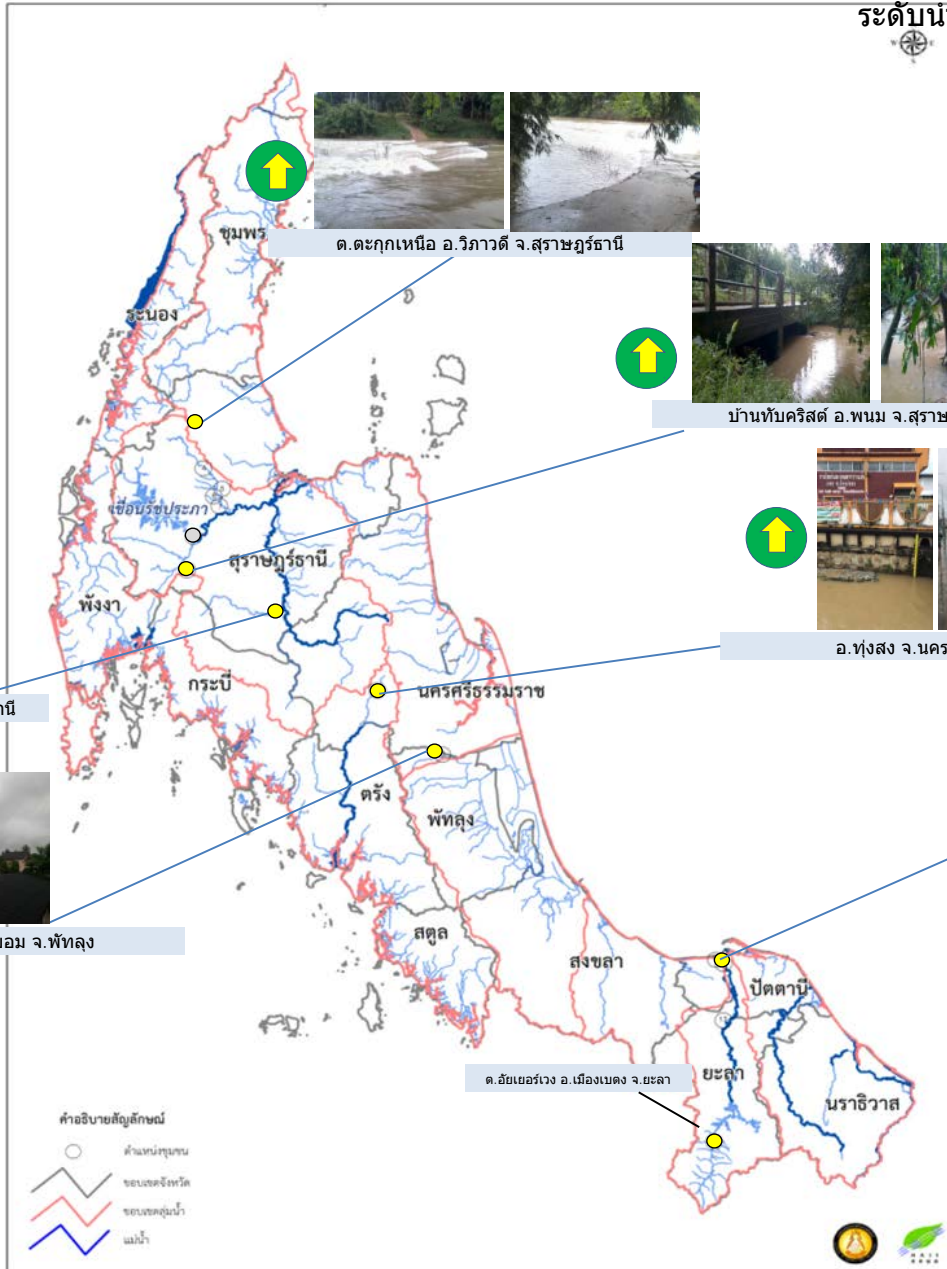 ระดับน้ำ
ต.ตะกุกเหนือ อ.วิภาวดี จ.สุราษฎร์ธานี
ชุมพร
ระนอง
บ้านทับคริสต์ อ.พนม จ.สุราษ
เขื่อนรัชประภา
สุราษฎร์ธานี
พังงา
อ.ทุ่งสง จ.นคร
กระบี่
นครศรีธรรมราช
านี
ตรัง
พัทลุง
ยอม จ.พัทลุง
สตูล
สงขลา
ปัตตานี
ยะลา
ต.อัยเยอร์เวง อ.เมืองเบตง จ.ยะลา
นราธิวาส
คำอธิบายสัญลักษณ์
ตำแหน่งชุมชน
ขอบเขตจังหวัด
ขอบเขตลุ่มน้ำ
แม่น้ำ